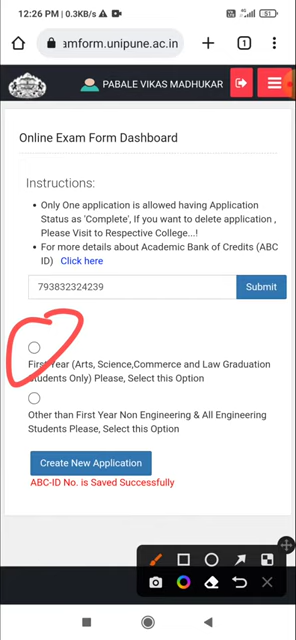 12:26 PM | 0.3KB/s
51
amform.unipune.ac.in
1
PABALE VIKAS MADHUKAR
Online Exam Form Dashboard
Instructions:
Only One application is allowed having Application
Status as 'Complete', If you want to delete application ,
Please Visit to Respective College...!
For more details about Academic Bank of Credits (ABC
ID) Click here
793832324239 Submit
First Year (Arts, Science,Commerce and Law Graduation
Students Only) Please, Select this Option
Other than First Year Non Engineering & All Engineering
Students Please, Select this Option
Create New Application
ABC-ID No. is Saved Successfully